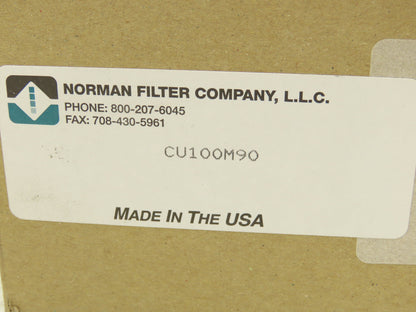 NORMAN FILTER COMPANY, L.L.C.
PHONE: 800-207-6045
FAX: 708-430-5961
CU100M90
MADE IN THE USA